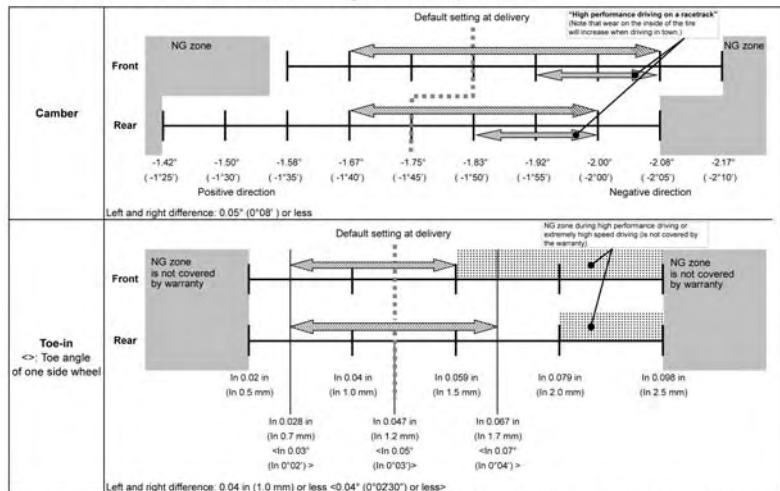 Default setting at delivery
"High performance driving on a racetrack"
(Note that wear on the inside of the tire
will increase when driving in town.)
NG zone
NG zone
Front
Camber
Rear
-1.42° -1.50° -1.58° -1.67° -1.75° -1.83° -1.92° -2.00° -2.08° -2.17°
( -1°25') ( -1°30') ( -1°35') ( -1°40') ( -1°45') ( -1°50') ( -1°55') ( -2°00') ( -2°05') ( -2°10')
Positive direction Negative direction
Left and right difference: 0.05° (0°08' ) or less
Default setting at delivery
NG zone during high performance driving or
extremely high speed driving (is not covered by
the warranty)
NG zone
is not covered
by warranty
NG zone
is not covered
by warranty
Front
Toe-in
<>: Toe angle
of one side wheel
Rear
In 0.02 in In 0.04 in In 0.059 in In 0.079 in In 0.098 in
(In 0.5 mm) (In 1.0 mm) (In 1.5 mm) (In 2.0 mm) (In 2.5 mm)
In 0.028 in In 0.047 in In 0.067 in
(In 0.7 mm) (In 1.2 mm) (In 1.7 mm)
<In 0.03° <In 0.05° <In 0.07°
(In 0°02') > (In 0°03')> (In 0°04') >
Left and right difference: 0.04 in (1.0 mm) or less <0.04° (0°02'30") or less>